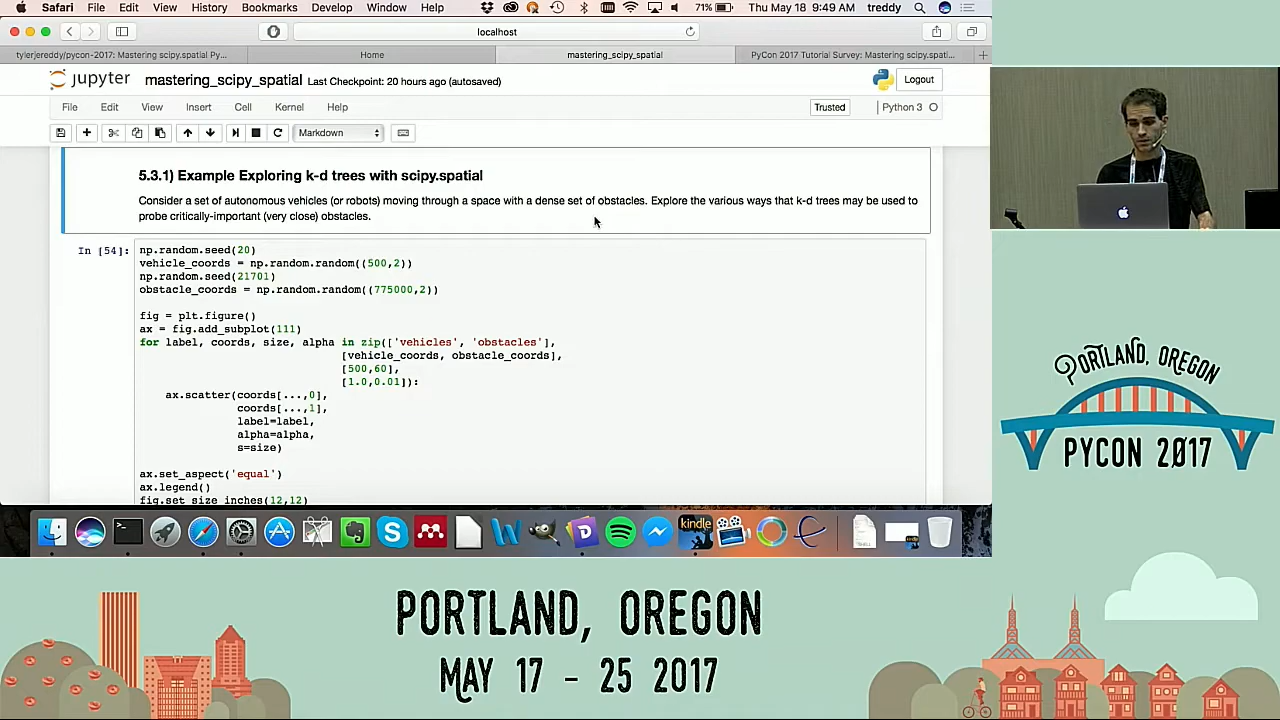 Safari File Edit View History Bookmarks Develop Window Help 71% Thu May 18 9:49 AM treddy
localhost
tylerjereddy/pycon-2017: Mastering scipy.spatial Py... Home mastering_scipy_spatial PyCon 2017 Tutorial Survey: Mastering scipy.spati...
jupyter mastering_scipy_spatial Last Checkpoint: 20 hours ago (autosaved) Logout
File Edit View Insert Cell Kernel Help Trusted Python 3
Markdown
5.3.1) Example Exploring k-d trees with scipy.spatial
Consider a set of autonomous vehicles (or robots) moving through a space with a dense set of obstacles. Explore the various ways that k-d trees may be used to
probe critically-important (very close) obstacles.
In [54]: np.random.seed(20)
vehicle_coords = np.random.random((500,2))
np.random.seed(21701)
obstacle_coords = np.random.random((775000,2))
fig = plt.figure()
ax = fig.add_subplot(111)
for label, coords, size, alpha in zip(['vehicles', 'obstacles'],
[vehicle_coords, obstacle_coords],
[500,60],
[1.0,0.01]):
ax.scatter(coords[...,0],
coords[...,1],
label=label,
alpha=alpha,
s=size)
ax.set_aspect('equal')
ax.legend()
fig.set_size_inches(12,12)
kindle
PORTLAND, OREGON
PYCON 2017
PORTLAND, OREGON
MAY 17 - 25 2017